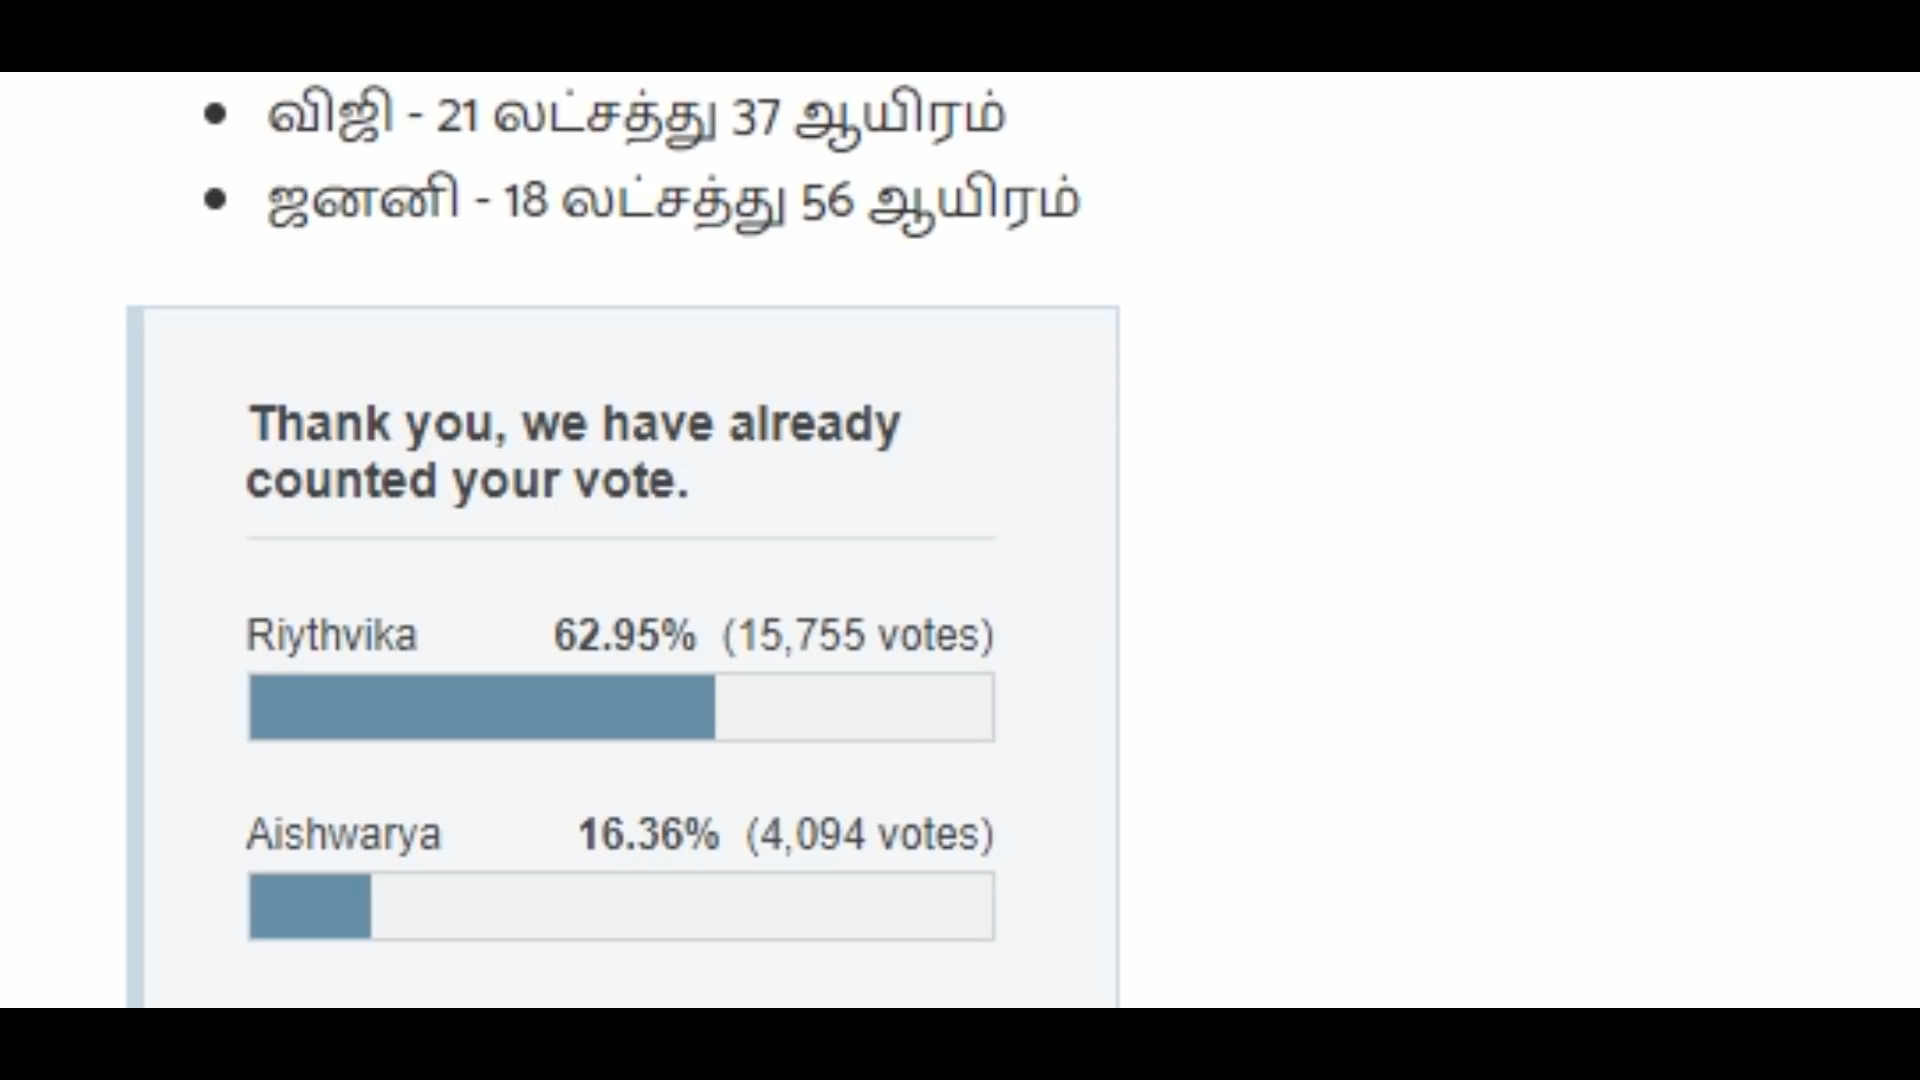 • விஜி - 21 லட்சத்து 37 ஆயிரம்
• ஜனனி - 18 லட்சத்து 56 ஆயிரம்
Thank you, we have already
counted your vote.
Riythvika 62.95% (15,755 votes)
Aishwarya 16.36% (4,094 votes)